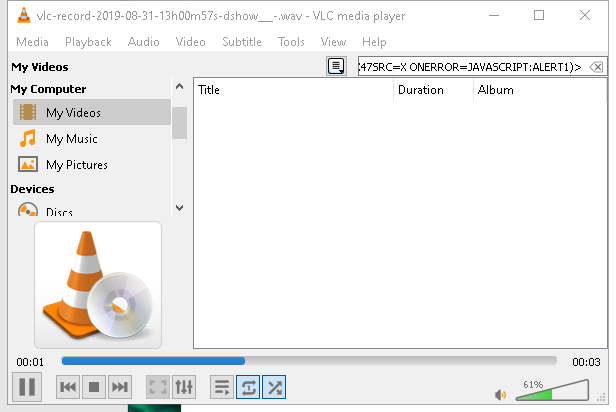 vlc-record-2019-08-31-13h00m57s-dshow___-.wav - VLC media player
Media Playback Audio Video Subtitle Tools View Help
My Videos
47SRC=X ONERROR=JAVASCRIPT:ALERT1)>
My Computer
Title Duration Album
My Videos
My Music
My Pictures
Devices
Discs
00:01 00:03
61%